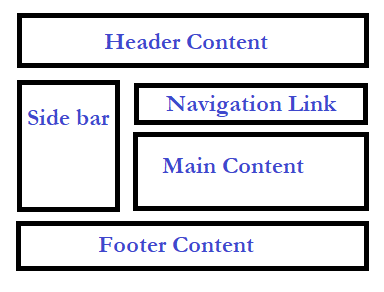 Header Content
Side bar
Navigation Link
Main Content
Footer Content